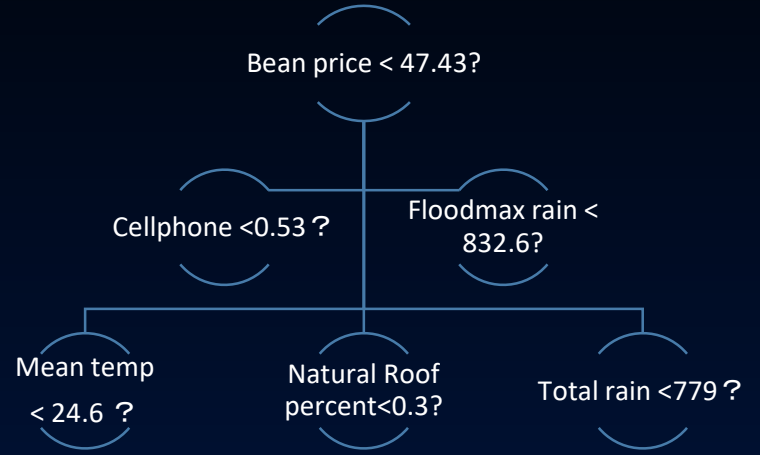 Bean price < 47.43?
Cellphone <0.53？
Floodmax rain <
832.6?
Mean temp
< 24.6 ？
Natural Roof
percent<0.3?
Total rain <779？